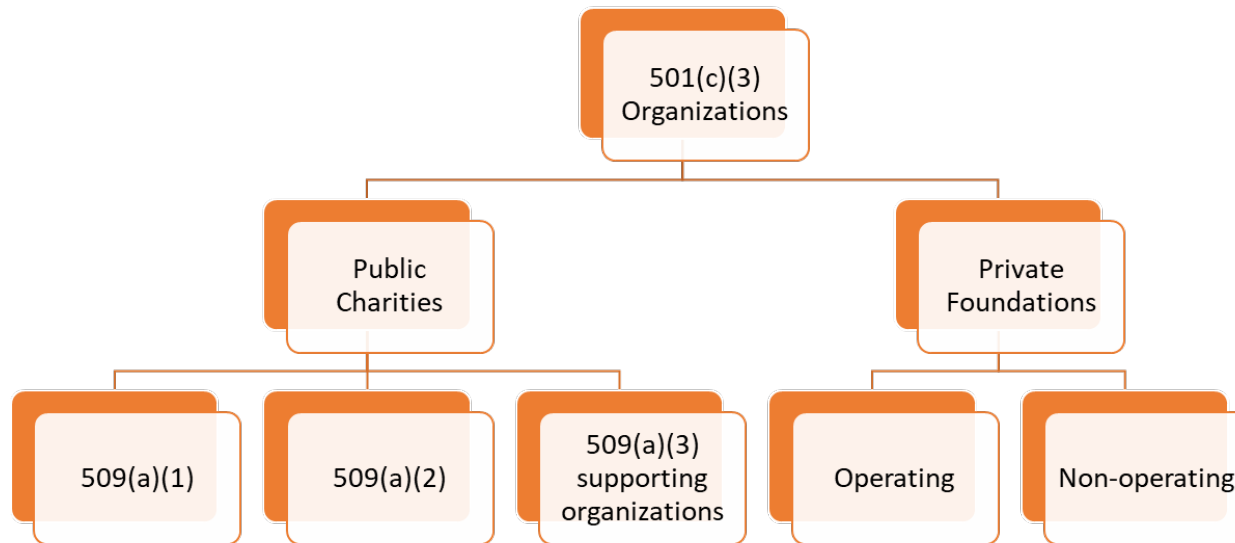 501(c)(3)
Organizations
Public
Charities
Private
Foundations
509(a)(1)
509(a)(2)
509(a)(3)
supporting
organizations
Operating
Non-operating